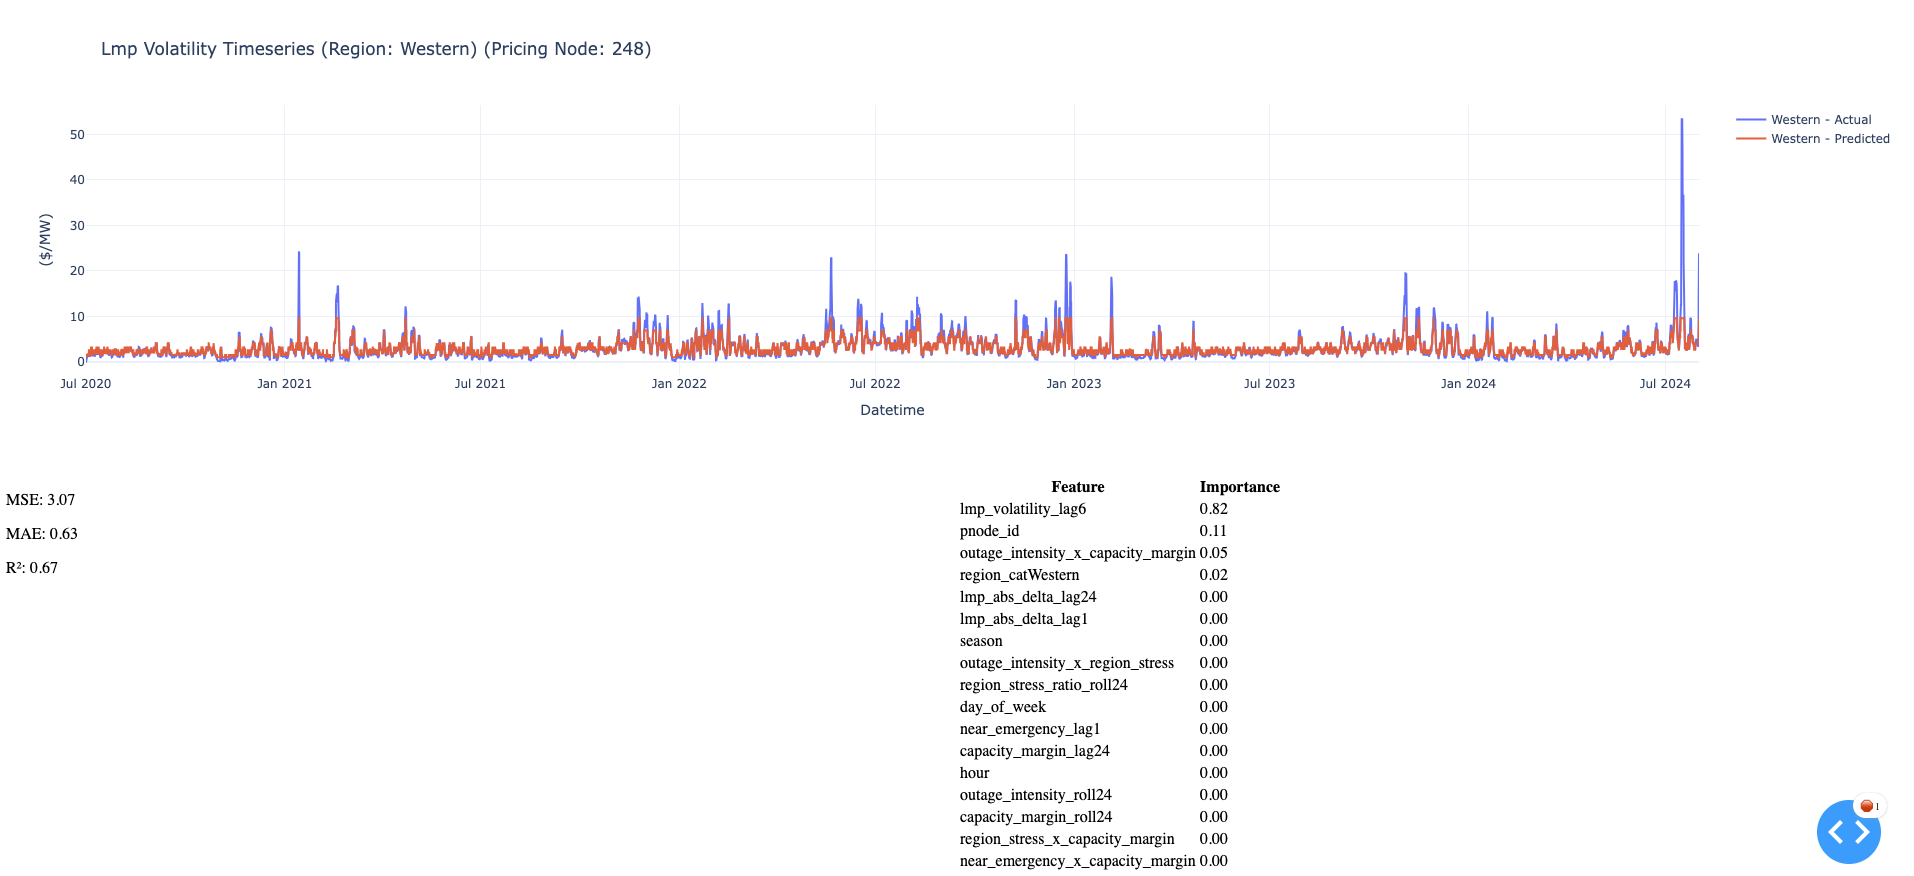 Lmp Volatility Timeseries (Region: Western) (Pricing Node: 248)
Western - Actual
Western - Predicted
50
40
30
20
10
0
($/MW)
Jul 2020 Jan 2021 Jul 2021 Jan 2022 Jul 2022 Jan 2023 Jul 2023 Jan 2024 Jul 2024
Datetime
MSE: 3.07
MAE: 0.63
R²: 0.67
Feature Importance
lmp_volatility_lag6 0.82
pnode_id 0.11
outage_intensity_x_capacity_margin 0.05
region_catWestern 0.02
lmp_abs_delta_lag24 0.00
lmp_abs_delta_lag1 0.00
season 0.00
outage_intensity_x_region_stress 0.00
region_stress_ratio_roll24 0.00
day_of_week 0.00
near_emergency_lag1 0.00
capacity_margin_lag24 0.00
hour 0.00
outage_intensity_roll24 0.00
capacity_margin_roll24 0.00
region_stress_x_capacity_margin 0.00
near_emergency_x_capacity_margin 0.00
1